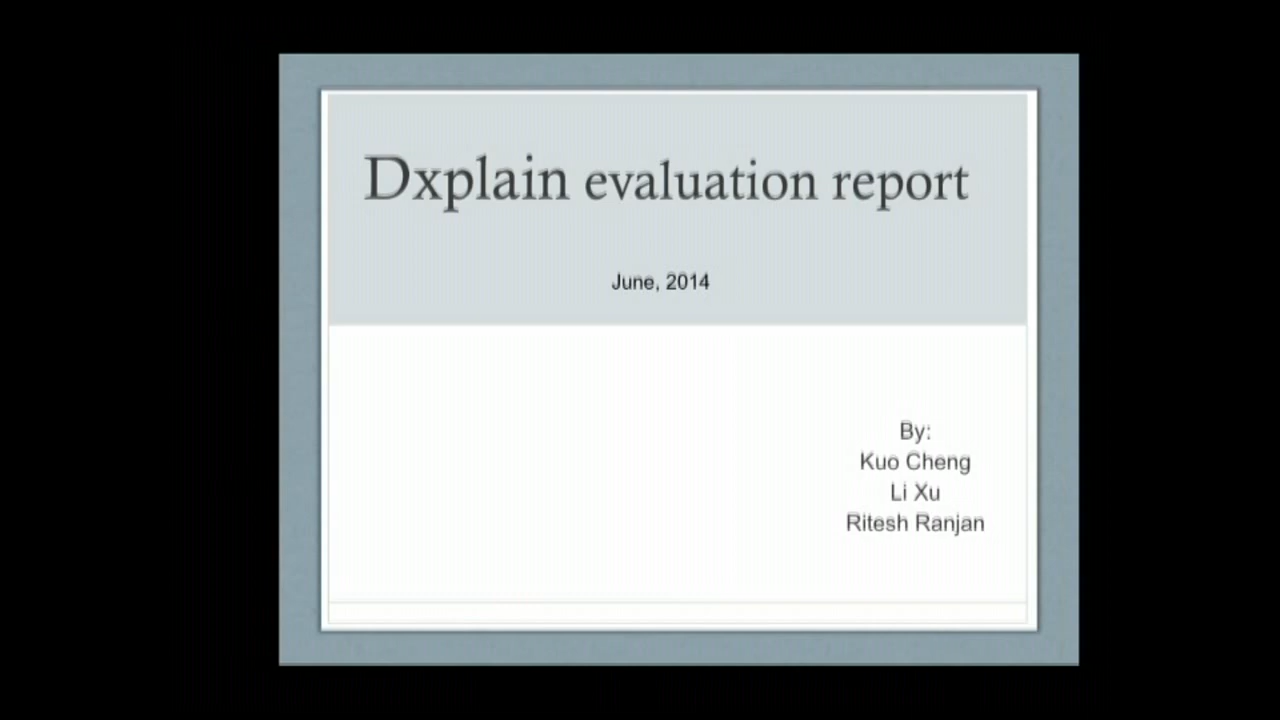 Dxplain evaluation report
June, 2014
By:
Kuo Cheng
Li Xu
Ritesh Ranjan